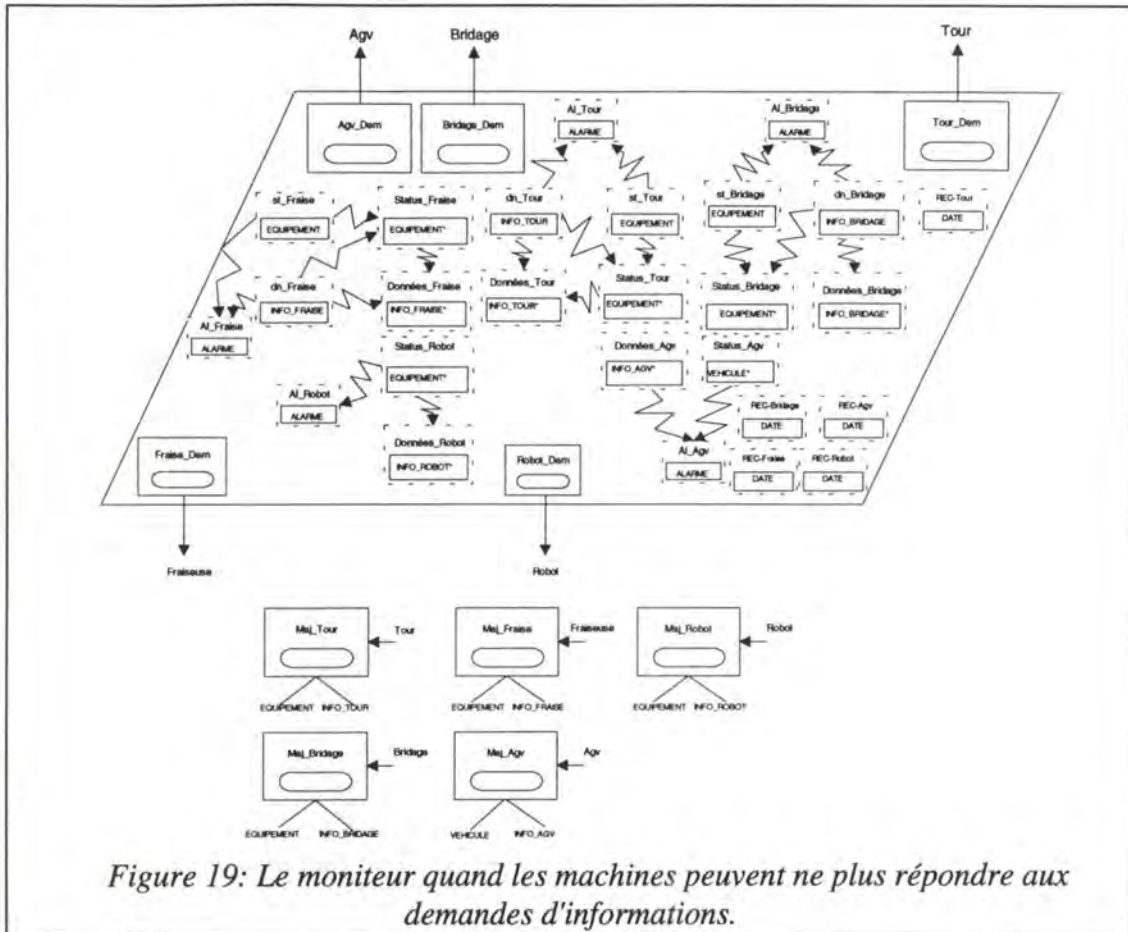 Agv
Bridage
Tour
Agv_Dem
Bridage_Dem
Al_Tour
ALARME
Al_Bridage
ALARME
Tour_Dem
st_Fraise
EQUIPEMENT
Status_Fraise
EQUIPEMENT*
dn_Tour
INFO_TOUR
st_Tour
EQUIPEMENT
st_Bridage
EQUIPEMENT
dn_Bridage
INFO_BRIDAGE
REC-Tour
DATE
dn_Fraise
INFO_FRAISE
Données_Fraise
INFO_FRAISE*
Données_Tour
INFO_TOUR*
Status_Tour
EQUIPEMENT*
Status_Bridage
EQUIPEMENT*
Données_Bridage
INFO_BRIDAGE*
Al_Fraise
ALARME
Status_Robot
EQUIPEMENT*
Données_Agv
INFO_AGV*
Status_Agv
VEHICULE*
Al_Robot
ALARME
REC-Bridage
DATE
REC-Agv
DATE
Données_Robot
INFO_ROBOT*
Al_Agv
ALARME
REC-Fraise
DATE
REC-Robot
DATE
Fraise_Dem
Robot_Dem
Fraiseuse
Robot
Maj_Tour
Tour
EQUIPEMENT INFO_TOUR
Maj_Fraise
Fraiseuse
EQUIPEMENT INFO_FRAISE
Maj_Robot
Robot
EQUIPEMENT INFO_ROBOT
Maj_Bridage
Bridage
EQUIPEMENT INFO_BRIDAGE
Maj_Agv
Agv
VEHICULE INFO_AGV
Figure 19: Le moniteur quand les machines peuvent ne plus répondre aux
demandes d'informations.